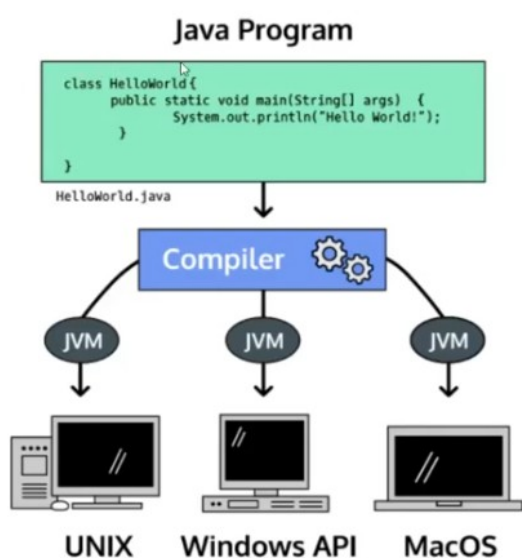 Java Program
class HelloWorld{
public static void main(String[] args) {
System.out.println("Hello World!");
}
}
HelloWorld.java
Compiler
JVM JVM JVM
UNIX Windows API MacOS